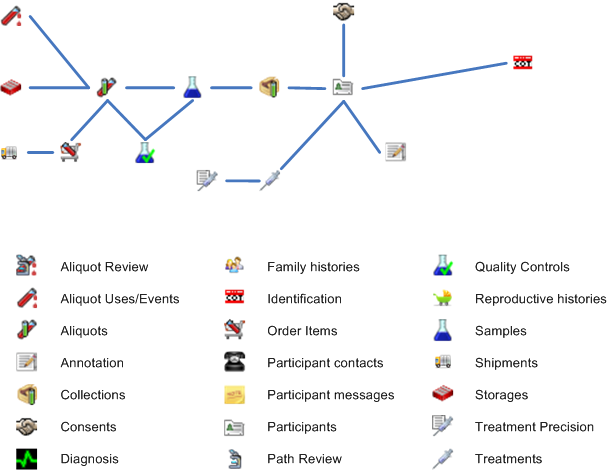 Aliquot Review Family histories Quality Controls
Aliquot Uses/Events Identification Reproductive histories
Aliquots Order Items Samples
Annotation Participant contacts Shipments
Collections Participant messages Storages
Consents Participants Treatment Precision
Diagnosis Path Review Treatments